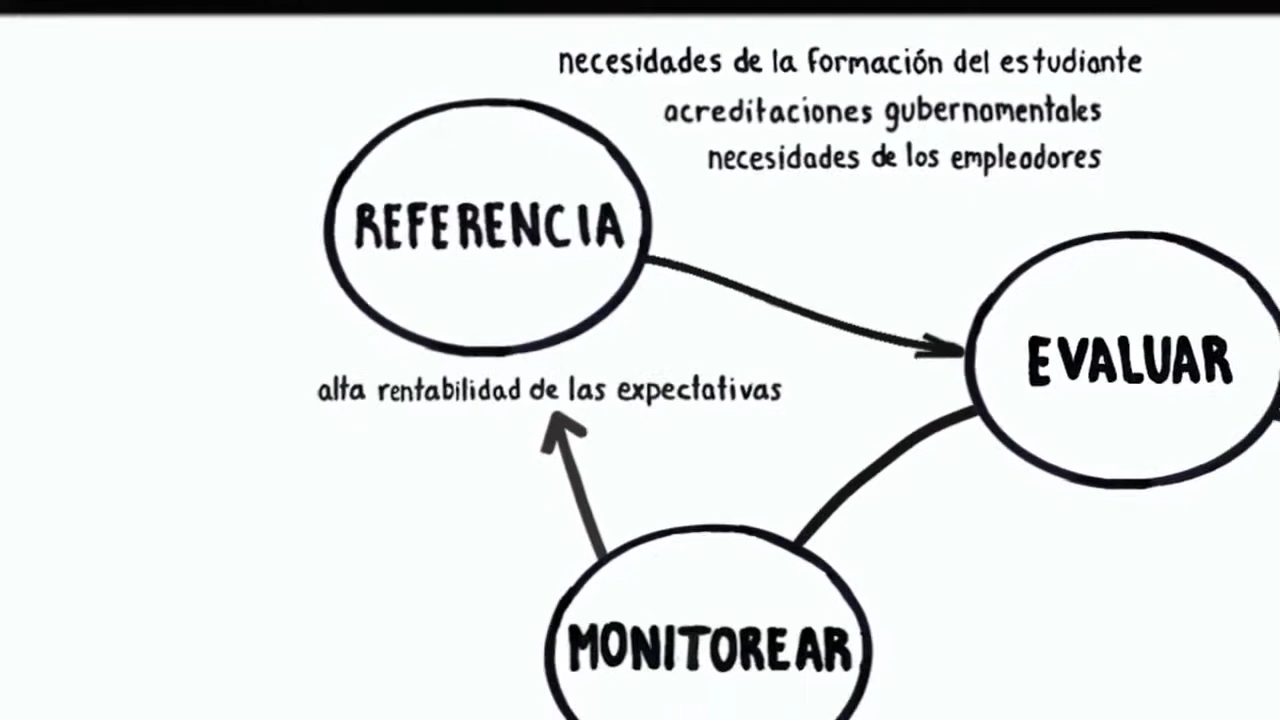 necesidades de la formación del estudiante
acreditaciones gubernamentales
necesidades de los empleadores
REFERENCIA
EVALUAR
alta rentabilidad de las expectativas
MONITOREAR